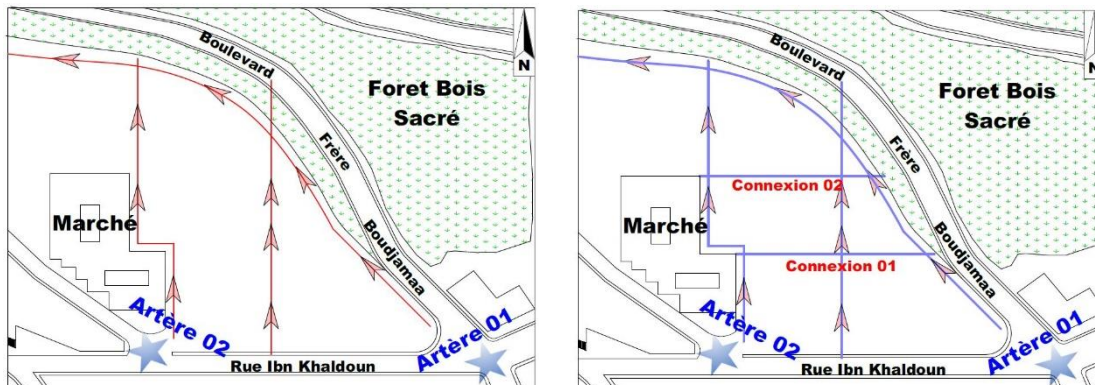 Boulevard
N
Foret Bois
Sacré
Frère
Marché
Boudjamaa
Artère 02
Artère 01
Rue Ibn Khaldoun
Boulevard
N
Foret Bois
Sacré
Frère
Connexion 02
Marché
Boudjamaa
Connexion 01
Artère 02
Artère 01
Rue Ibn Khaldoun